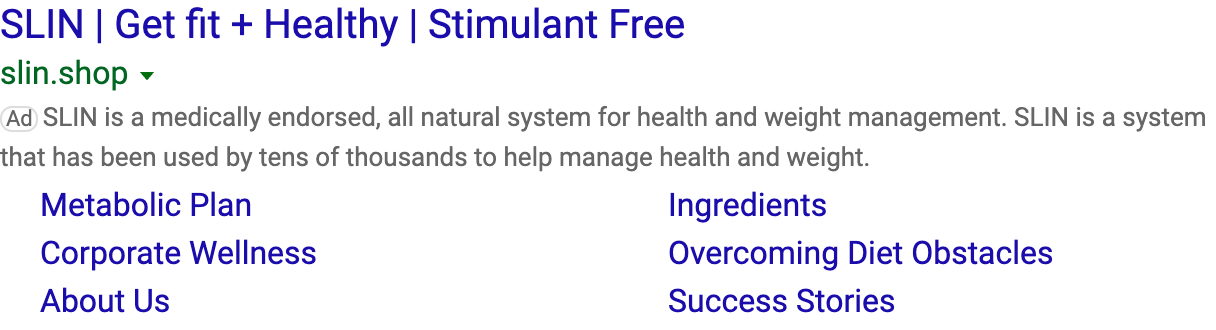 SLIN | Get fit + Healthy | Stimulant Free
slin.shop
Ad SLIN is a medically endorsed, all natural system for health and weight management. SLIN is a system
that has been used by tens of thousands to help manage health and weight.
Metabolic Plan Ingredients
Corporate Wellness Overcoming Diet Obstacles
About Us Success Stories